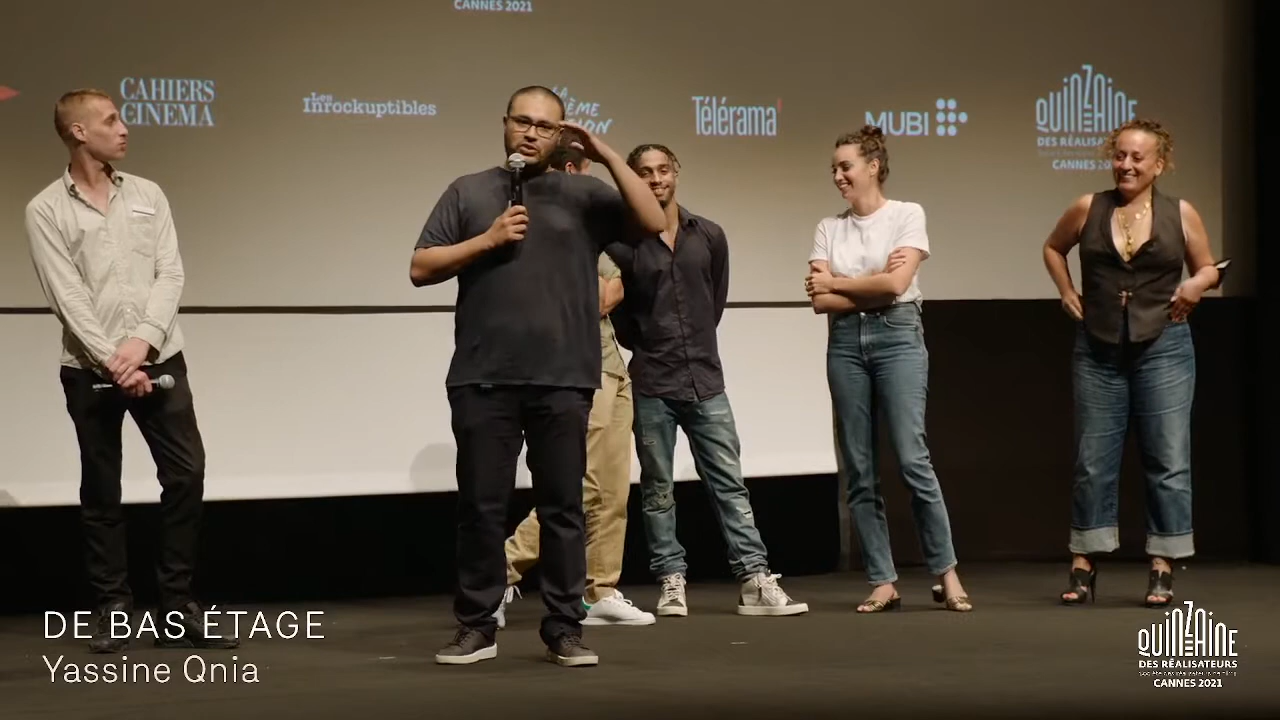 CANNES 2021
CAHIERS
CINEMA
Les
Inrockuptibles
LA
Télérama'
MUBI
QUINZAINE
DES RÉALISATEURS
CANNES
DE BAS ÉTAGE
Yassine Qnia
QUINZAINE
DES RÉALISATEURS
CANNES 2021